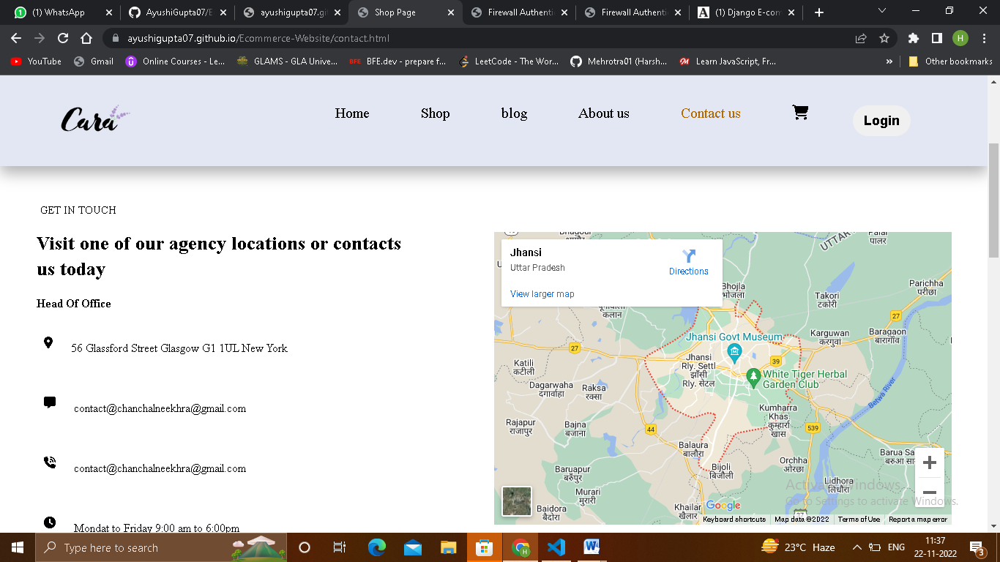 (1) WhatsApp
AyushiGupta07/E
ayushigupta07.gi
Shop Page
Firewall Authenti
Firewall Authenti
(1) Django E-com
ayushigupta07.github.io/Ecommerce-Website/contact.html
H
YouTube
Gmail
Online Courses - Le...
GLAMS - GLA Unive...
BFE.dev - prepare f...
LeetCode - The Wor...
Mehrotra01 (Harsh...
Learn JavaScript, Fr...
»
Other bookmarks
Cara
Home
Shop
blog
About us
Contact us
Login
GET IN TOUCH
Visit one of our agency locations or contacts
us today
Head Of Office
56 Glassford Street Glasgow G1 1UL New York
contact@chanchalneekhra@gmail.com
contact@chanchalneekhra@gmail.com
Mondat to Friday 9:00 am to 6:00pm
Jhansi
Uttar Pradesh
Directions
View larger map
UTTAR
पालर
कलान
Bhojla
भोजला
Parichha
परीछा
Takori
टकोरी
27
Karguwan
करगुवां
Baragaon
बारागाँव
Jhansi Govt Museum
27
39
Katili
कटीली
Jhansi
Rly. Settl
झाँसी
Rly. सेटल
White Tiger Herbal
Garden Club
Dagarwaha
दगार्वाहा
Raksa
रक्सा
Betwa River
Kumharra
Khas
कुम्हार्रा
खास
Rajapur
राजापुर
Bajna
बजाना
44
539
Balaura
बालौरा
Orchha
ओरछा
Baruapur
बरुँपुर
Bijoli
बिजौली
Lidhora
लिधौरा
Murari
मुरारी
Baidora
बैदोरा
Khailar
खैलार
Google
Keyboard shortcuts
Map data ©2022
Terms of Use
Report a map error
Activate Windows
Go to Settings to activate Windows.
Type here to search
23°C Haze
ENG
11:37
22-11-2022
3